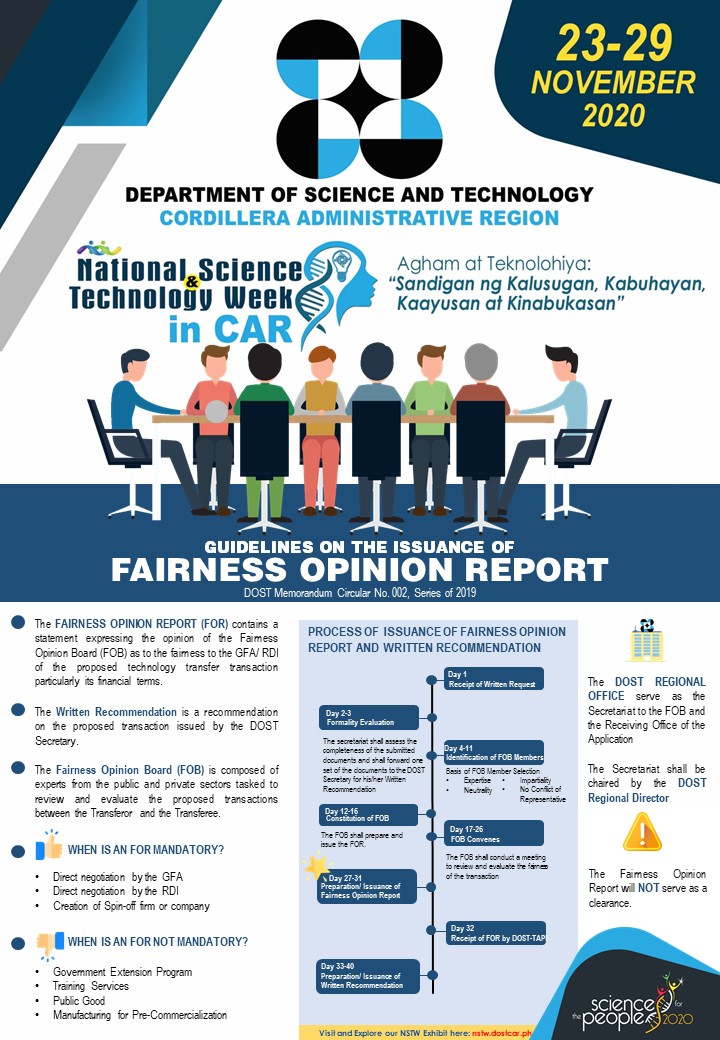 23-29
NOVEMBER
2020
DEPARTMENT OF SCIENCE AND TECHNOLOGY
CORDILLERA ADMINISTRATIVE REGION
National Science
&
Technology Week
in CAR
Agham at Teknolohiya:
“Sandigan ng Kalusugan, Kabuhayan,
Kaayusan at Kinabukasan”
GUIDELINES ON THE ISSUANCE OF
FAIRNESS OPINION REPORT
DOST Memorandum Circular No. 002, Series of 2019
The FAIRNESS OPINION REPORT (FOR) contains a
statement expressing the opinion of the Fairness
Opinion Board (FOB) as to the fairness to the GFA/ RDI
of the proposed technology transfer transaction
particularly its financial terms.
The Written Recommendation is a recommendation
on the proposed transaction issued by the DOST
Secretary.
The Fairness Opinion Board (FOB) is composed of
experts from the public and private sectors tasked to
review and evaluate the proposed transactions
between the Transferor and the Transferee.
WHEN IS AN FOR MANDATORY?
• Direct negotiation by the GFA
• Direct negotiation by the RDI
• Creation of Spin-off firm or company
WHEN IS AN FOR NOT MANDATORY?
• Government Extension Program
• Training Services
• Public Good
• Manufacturing for Pre-Commercialization
PROCESS OF ISSUANCE OF FAIRNESS OPINION
REPORT AND WRITTEN RECOMMENDATION
Day 1
Receipt of Written Request
Day 2-3
Formality Evaluation
The secretariat shall assess the
completeness of the submitted
documents and shall forward one
set of the documents to the DOST
Secretary for his/her Written
Recommendation
Day 4-11
Identification of FOB Members
Basis of FOB Member Selection
• Expertise
• Neutrality
• Impartiality
• No Conflict of
Representative
Day 12-16
Constitution of FOB
The FOB shall prepare and
issue the FOR.
Day 17-26
FOB Convenes
The FOB shall conduct a meeting
to review and evaluate the fairness
of the transaction
Day 27-31
Preparation/ Issuance of
Fairness Opinion Report
Day 32
Receipt of FOR by DOST-TAPI
Day 33-40
Preparation/ Issuance of
Written Recommendation
Visit and Explore our NSTW Exhibit here: nstw.dostcar.ph
The DOST REGIONAL
OFFICE serve as the
Secretariat to the FOB and
the Receiving Office of the
Application
The Secretariat shall be
chaired by the DOST
Regional Director
The Fairness Opinion
Report will NOT serve as a
clearance.
science for
the people 2020